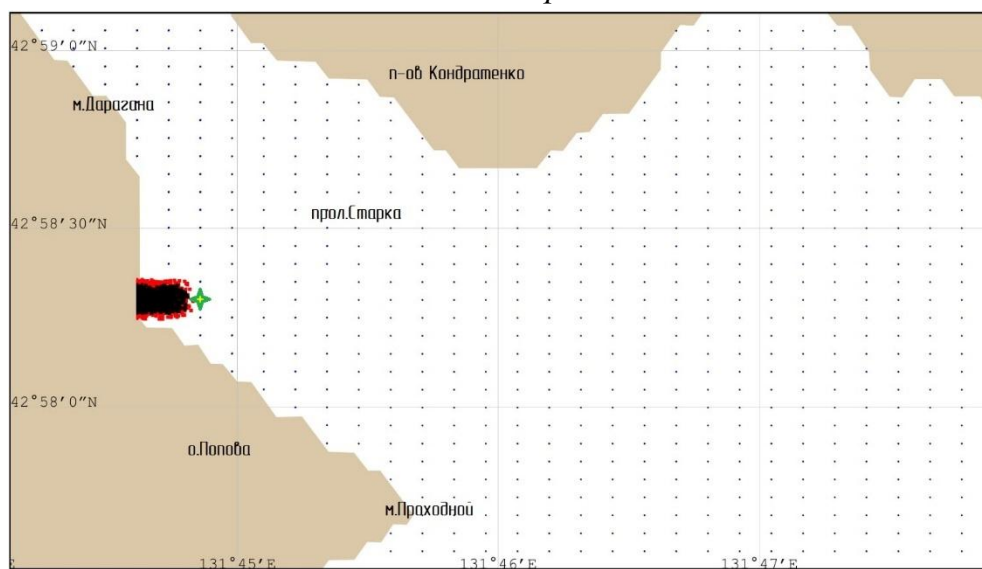 42°59'0"N
п-ов Кондратенко
м.Дарагана
прол.Старка
42°58'30"N
42°58'0"N
о.Попова
м.Проходной
131°45'E
131°46'E
131°47'E